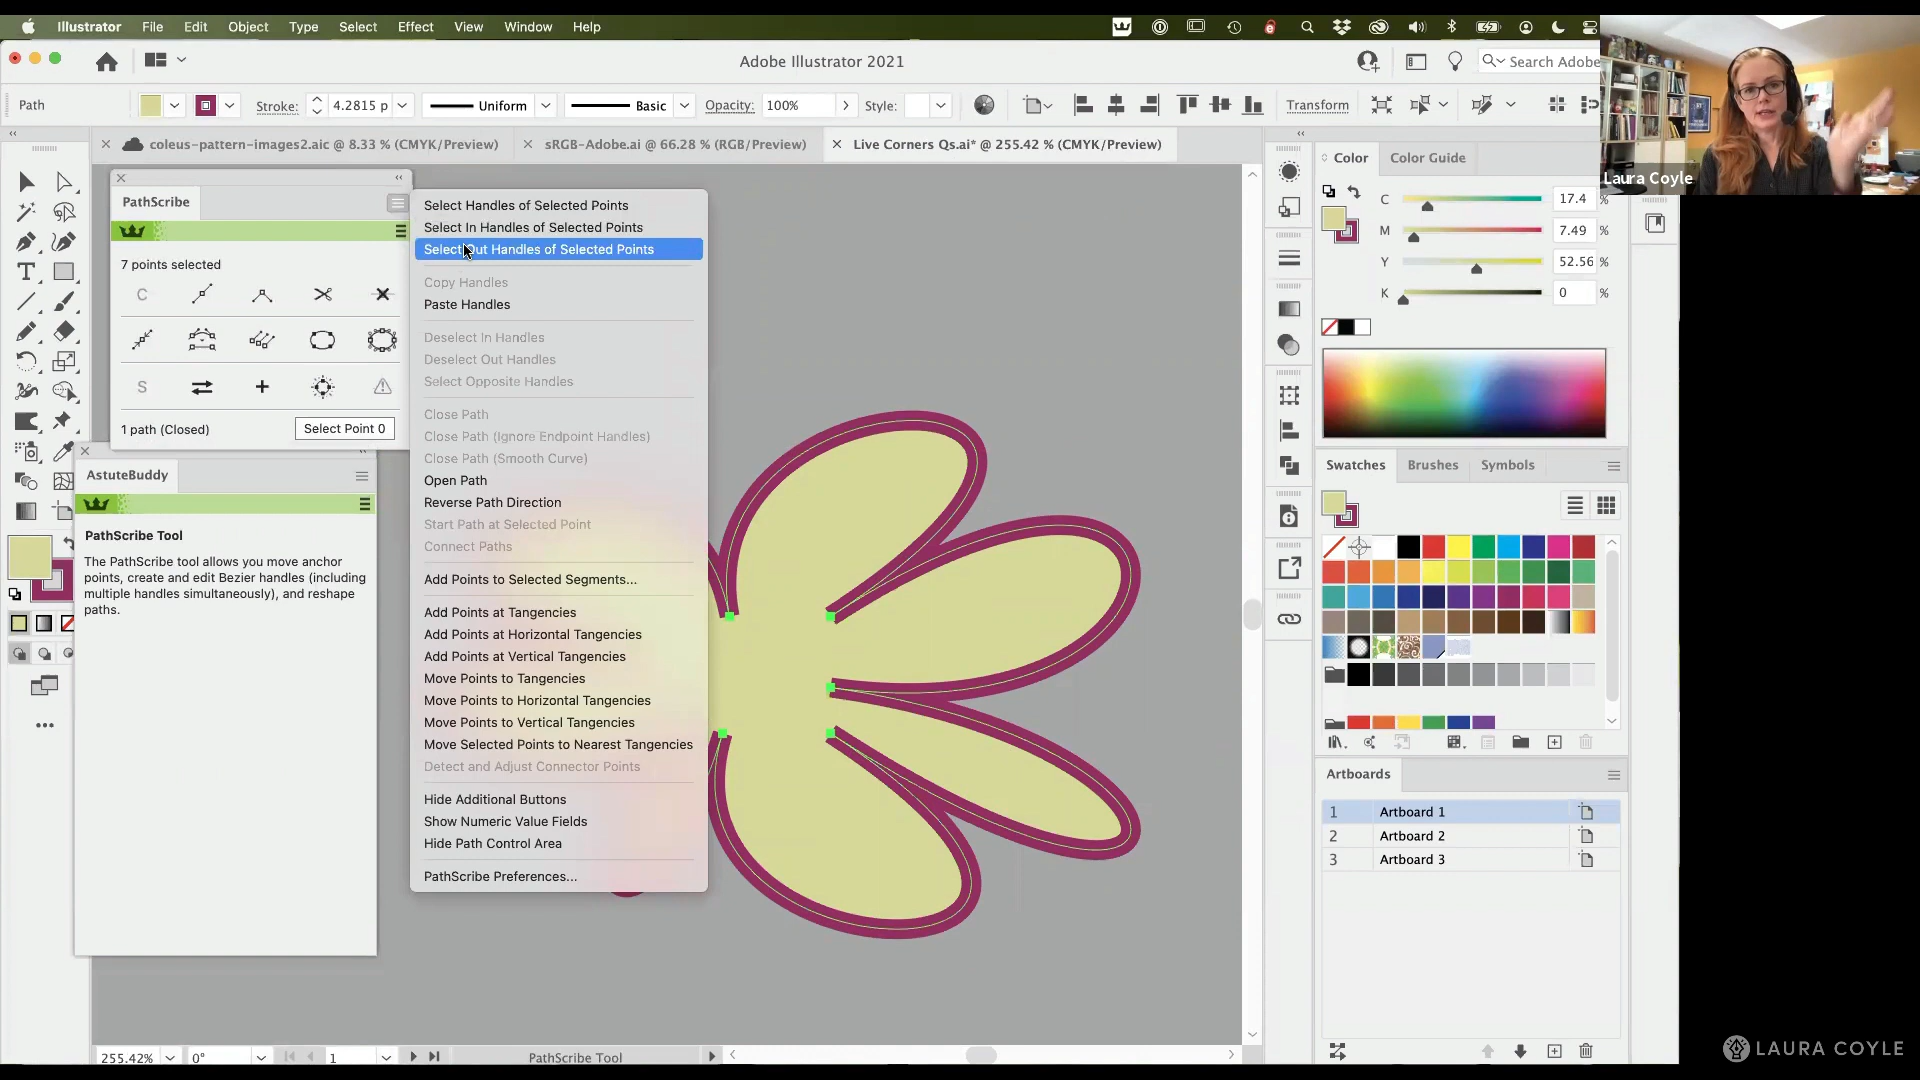 Illustrator File Edit Object Type Select Effect View Window Help
Adobe Illustrator 2021
Search Adobe
Path
Stroke: 4.2815 p
Uniform
Basic
Opacity: 100%
Style:
Transform
coleus-pattern-images2.aic @ 8.33 % (CMYK/Preview)
sRGB-Adobe.ai @ 66.28 % (RGB/Preview)
Live Corners Qs.ai* @ 255.42 % (CMYK/Preview)
Laura Coyle
PathScribe
7 points selected
C
S
1 path (Closed)
Select Point 0
AstuteBuddy
PathScribe Tool
The PathScribe tool allows you move anchor
points, create and edit Bezier handles (including
multiple handles simultaneously), and reshape
paths.
Select Handles of Selected Points
Select In Handles of Selected Points
Select Out Handles of Selected Points
Copy Handles
Paste Handles
Deselect In Handles
Deselect Out Handles
Select Opposite Handles
Close Path
Close Path (Ignore Endpoint Handles)
Close Path (Smooth Curve)
Open Path
Reverse Path Direction
Start Path at Selected Point
Connect Paths
Add Points to Selected Segments...
Add Points at Tangencies
Add Points at Horizontal Tangencies
Add Points at Vertical Tangencies
Move Points to Tangencies
Move Points to Horizontal Tangencies
Move Points to Vertical Tangencies
Move Selected Points to Nearest Tangencies
Detect and Adjust Connector Points
Hide Additional Buttons
Show Numeric Value Fields
Hide Path Control Area
PathScribe Preferences...
Color
Color Guide
C 17.4 %
M 7.49 %
Y 52.56 %
K 0 %
Swatches
Brushes
Symbols
Artboards
1 Artboard 1
2 Artboard 2
3 Artboard 3
255.42%
0°
1
PathScribe Tool
LAURA COYLE